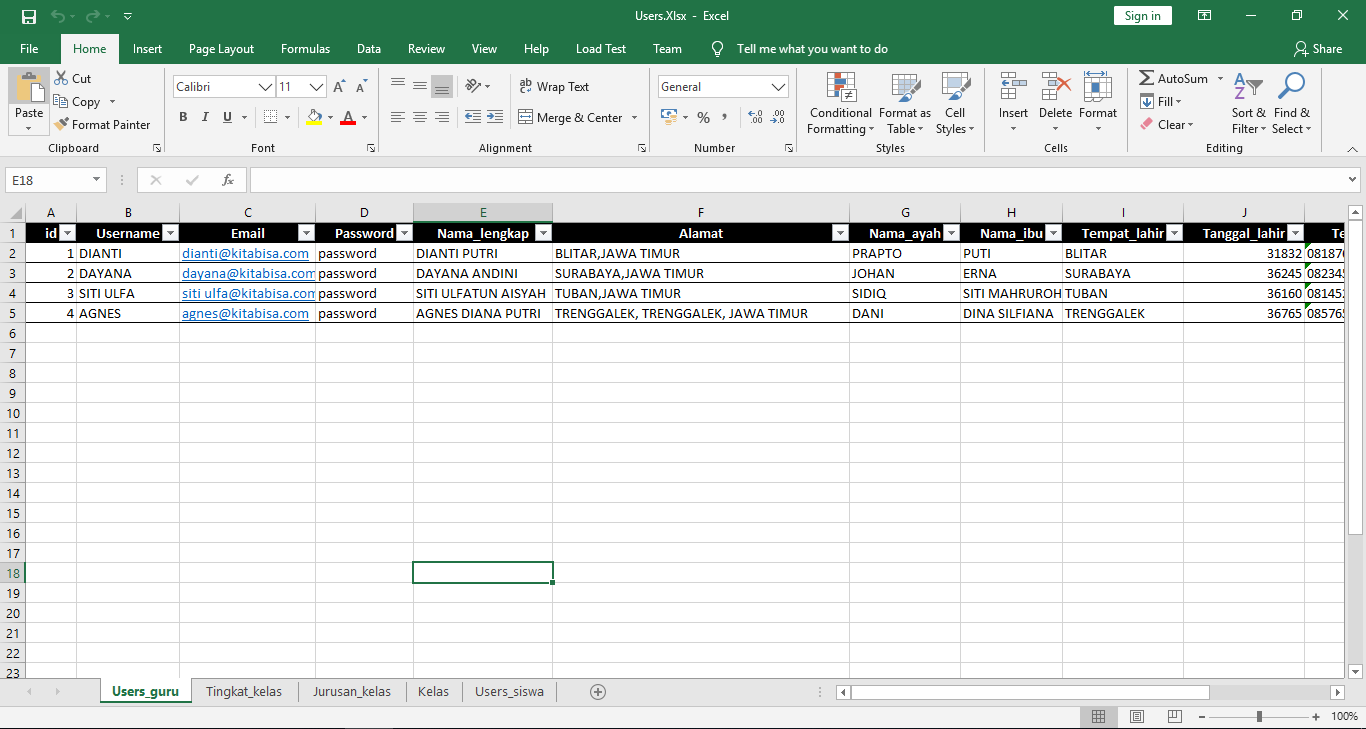 Users.Xlsx - Excel
Sign in
File Home Insert Page Layout Formulas Data Review View Help Load Test Team Tell me what you want to do Share
Paste
Cut
Copy
Format Painter
Clipboard
Calibri 11 A A
B I U A
Font
ab Wrap Text
Merge & Center
Alignment
General
% , .00
Number
Conditional Formatting
Format as Table
Cell Styles
Styles
Insert Delete Format
Cells
AutoSum
Fill
Clear
Sort & Filter
Find & Select
Editing
E18 fx
A B C D E F G H I J
1 id Username Email Password Nama_lengkap Alamat Nama_ayah Nama_ibu Tempat_lahir Tanggal_lahir Te
2 1 DIANTI dianti@kitabisa.com password DIANTI PUTRI BLITAR,JAWA TIMUR PRAPTO PUTI BLITAR 31832 08187
3 2 DAYANA dayana@kitabisa.com password DAYANA ANDINI SURABAYA,JAWA TIMUR JOHAN ERNA SURABAYA 36245 08234
4 3 SITI ULFA siti ulfa@kitabisa.com password SITI ULFATUN AISYAH TUBAN,JAWA TIMUR SIDIQ SITI MAHRUROH TUBAN 36160 08145
5 4 AGNES agnes@kitabisa.com password AGNES DIANA PUTRI TRENGGALEK, TRENGGALEK, JAWA TIMUR DANI DINA SILFIANA TRENGGALEK 36765 08576
6
7
8
9
10
11
12
13
14
15
16
17
18
19
20
21
22
23
Users_guru Tingkat_kelas Jurusan_kelas Kelas Users_siswa
100%